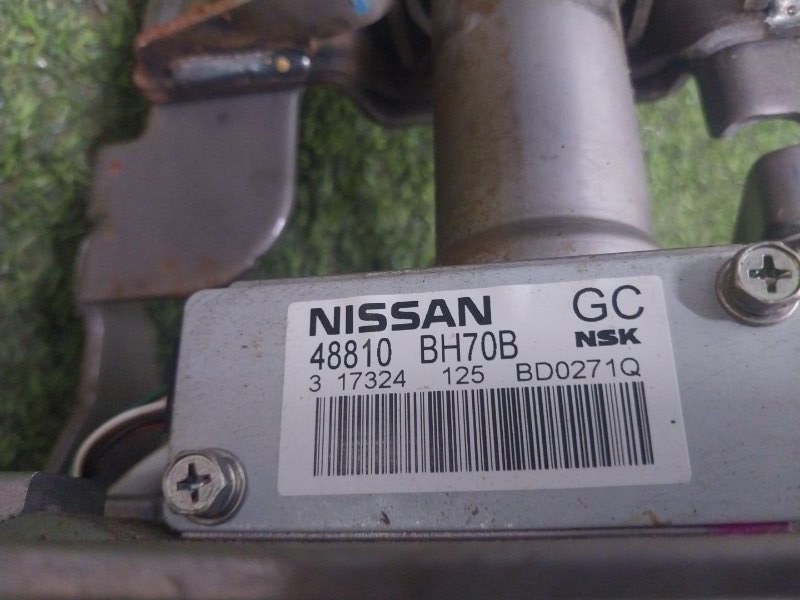 NISSAN GC
48810 BH70B NSK
3 17324 125 BD0271Q